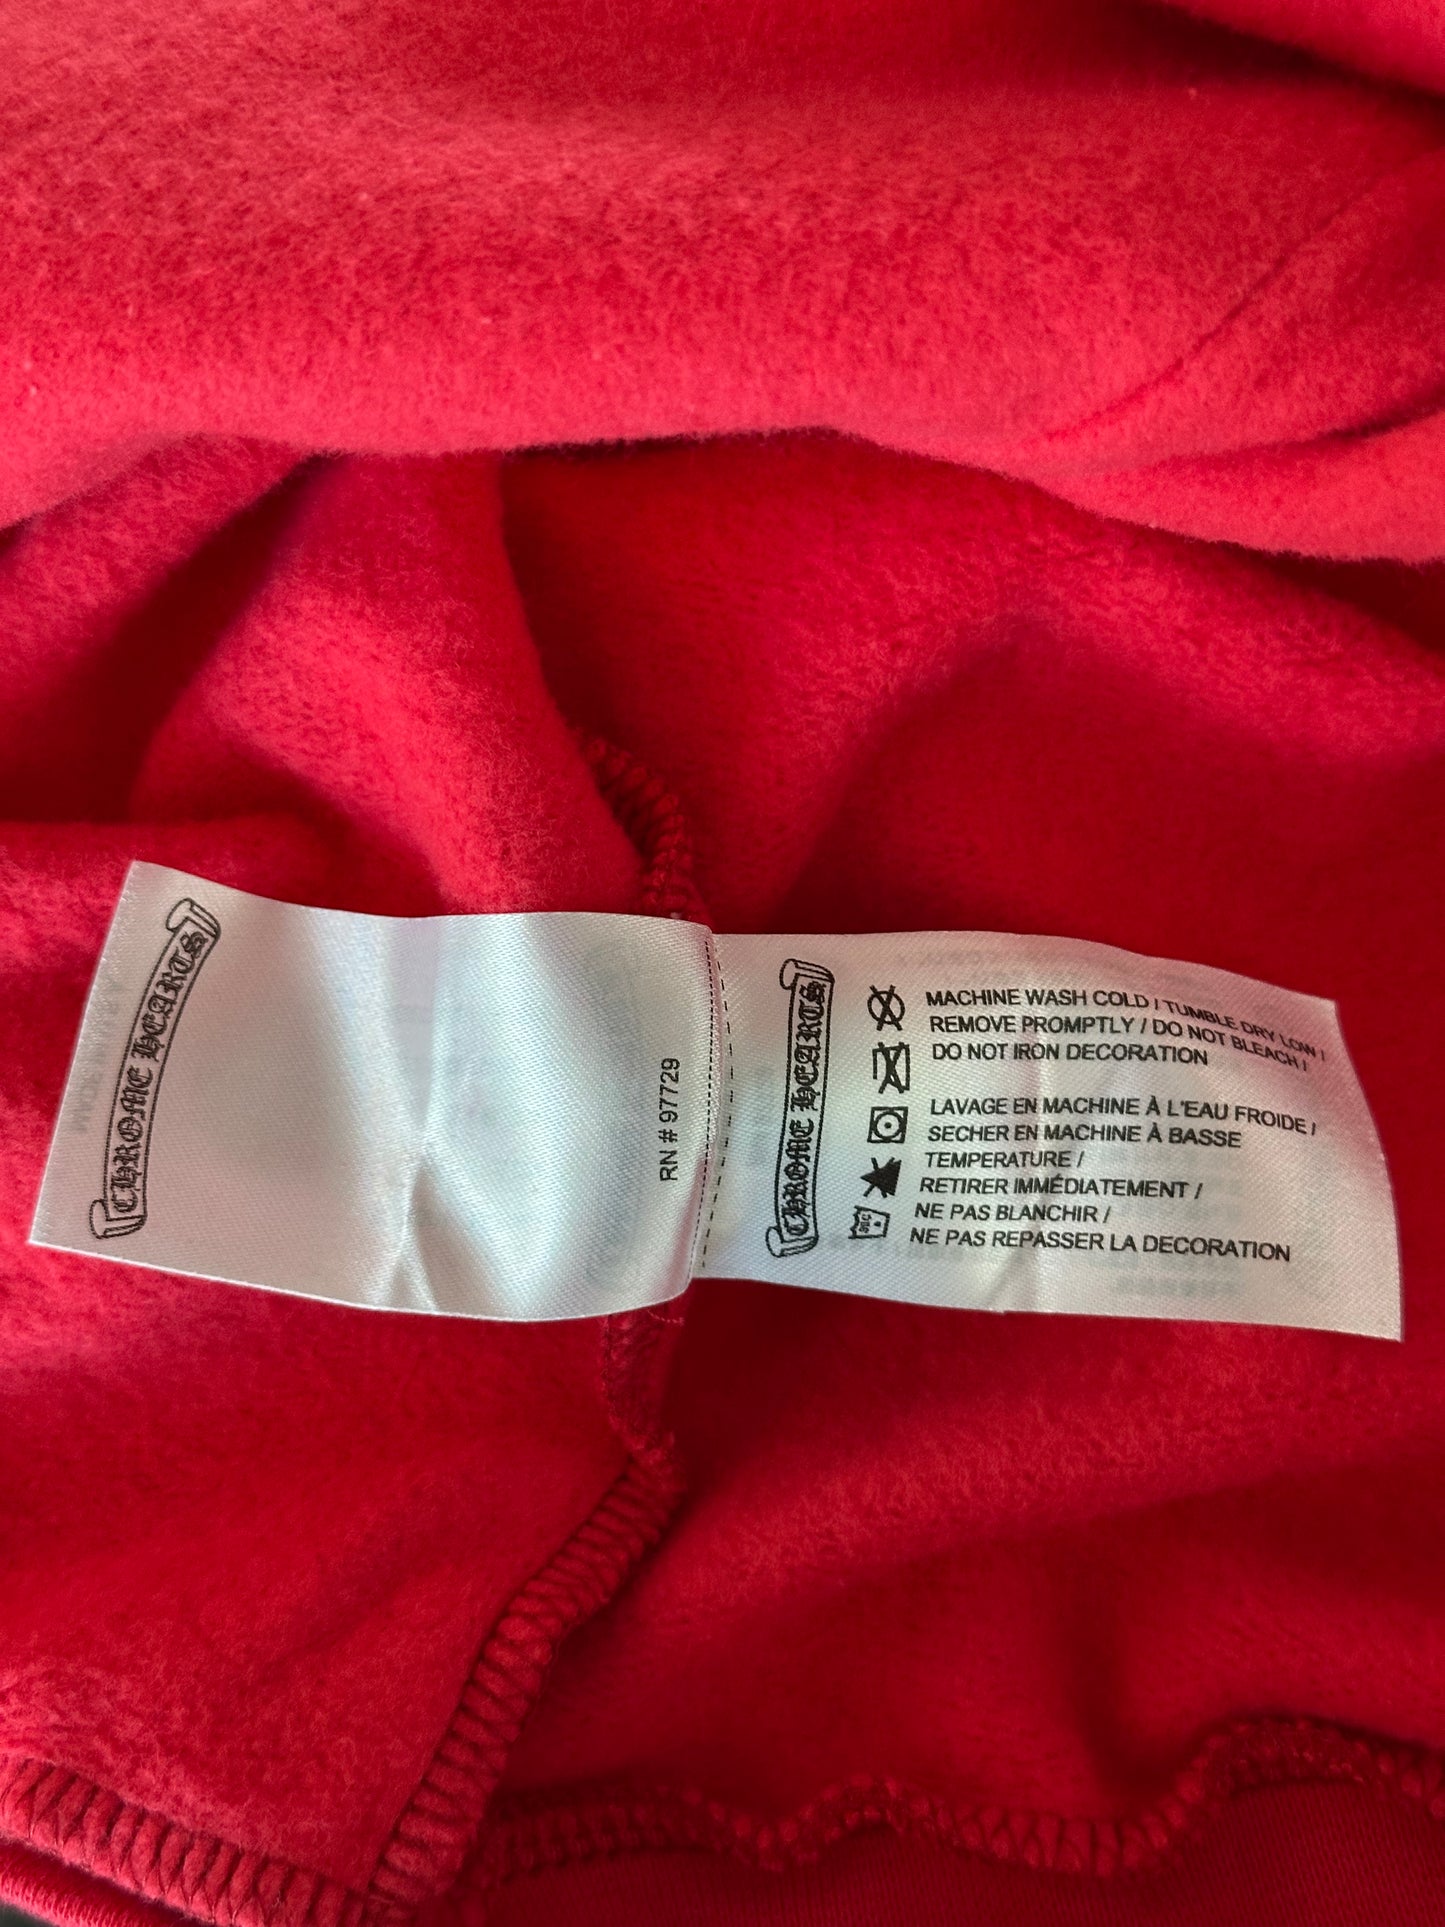 CHROME HEARTS
RN # 97729
CHROME HEARTS
MACHINE WASH COLD / TUMBLE DRY LOW /
REMOVE PROMPTLY / DO NOT BLEACH /
DO NOT IRON DECORATION
LAVAGE EN MACHINE À L'EAU FROIDE /
SECHER EN MACHINE À BASSE
TEMPERATURE /
RETIRER IMMÉDIATEMENT /
NE PAS BLANCHIR /
NE PAS REPASSER LA DECORATION